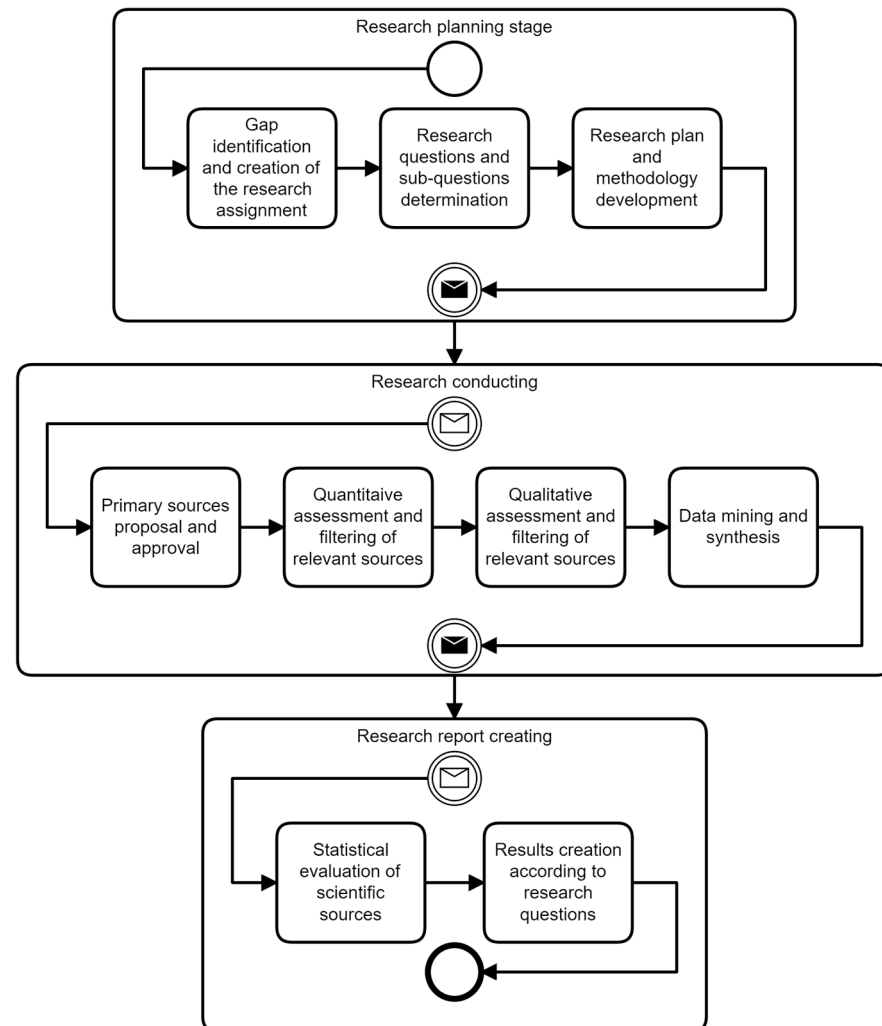 Research planning stage
Gap
identification
and creation of
the research
assignment
Research
questions and
sub-questions
determination
Research plan
and
methodology
development
Research conducting
Primary sources
proposal and
approval
Quantitaive
assessment and
filtering of
relevant sources
Qualitative
assessment and
filtering of
relevant sources
Data mining and
synthesis
Research report creating
Statistical
evaluation of
scientific
sources
Results creation
according to
research
questions